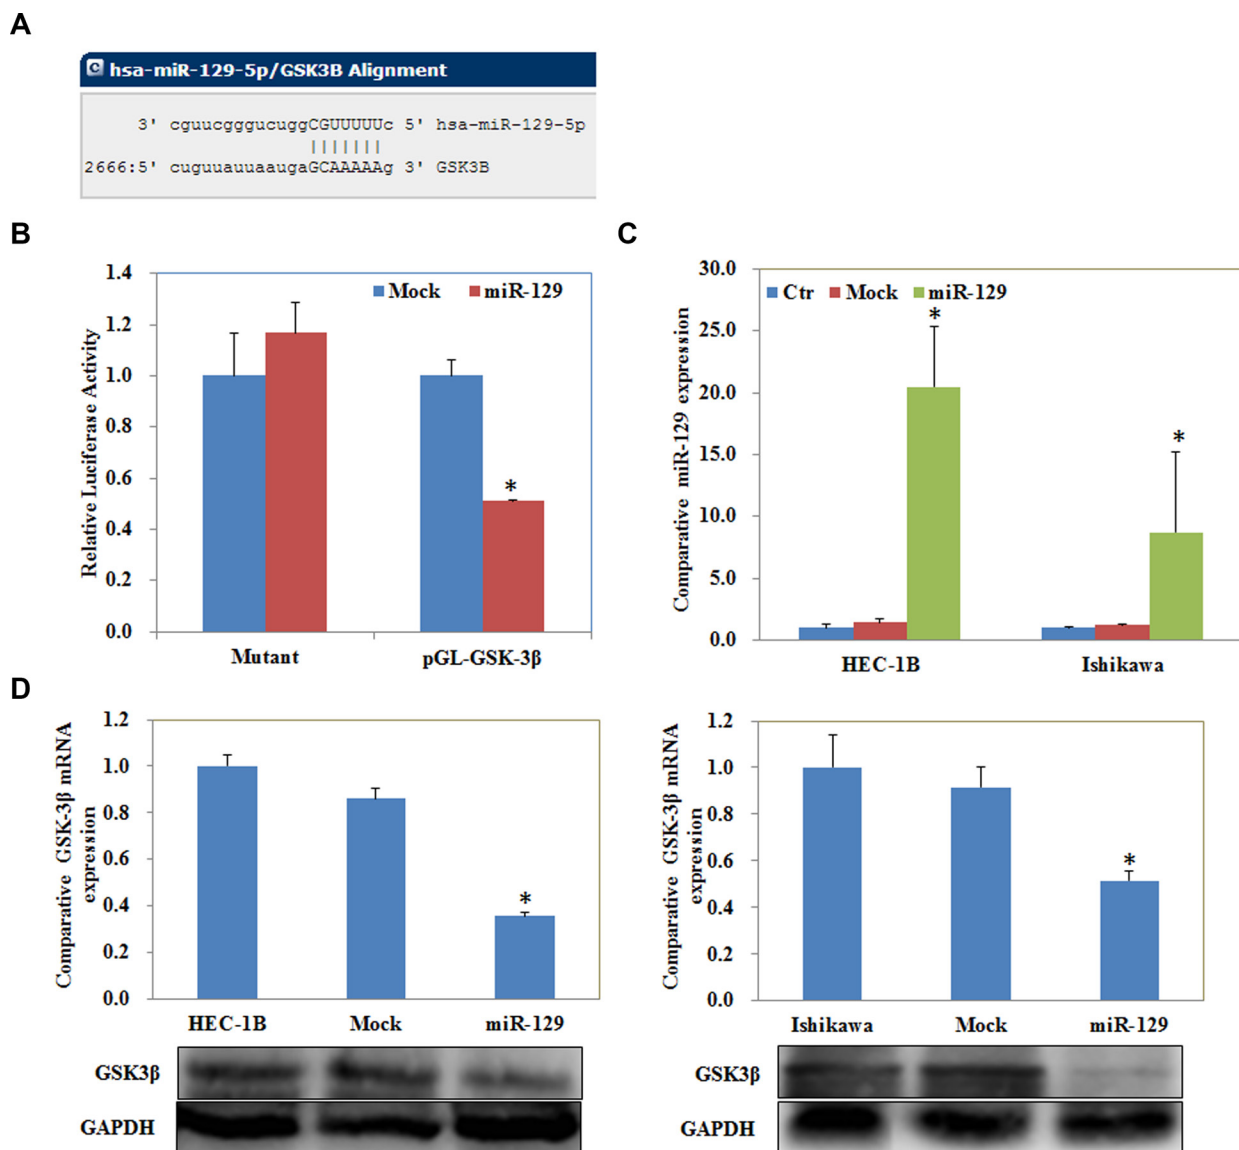 A
C hsa-miR-129-5p/GSK3B Alignment
3' cguucgggucuggCGUUUUUc 5' hsa-miR-129-5p
|||||||
2666:5' cuguuauuaaugaGCAAAAAg 3' GSK3B
B
1.4
1.2
1.0
0.8
0.6
0.4
0.2
0.0
Relative Luciferase Activity
Mock miR-129
*
Mutant pGL-GSK-3β
C
30.0
25.0
20.0
15.0
10.0
5.0
0.0
Comparative miR-129 expression
Ctr Mock miR-129
*
*
HEC-1B Ishikawa
D
1.2
1.0
0.8
0.6
0.4
0.2
0.0
Comparative GSK-3β mRNA
expression
*
HEC-1B Mock miR-129
GSK3β
GAPDH
1.2
1.0
0.8
0.6
0.4
0.2
0.0
Comparative GSK-3β mRNA
expression
*
Ishikawa Mock miR-129
GSK3β
GAPDH